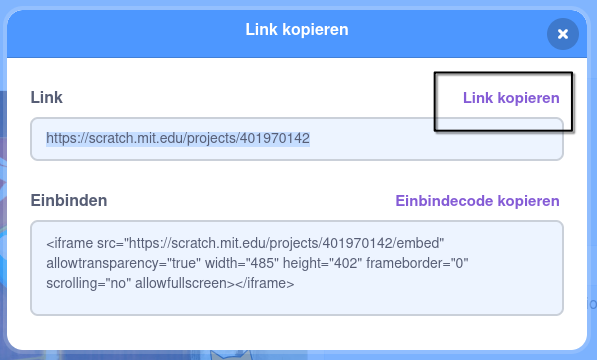 Link kopieren
Link
Link kopieren
https://scratch.mit.edu/projects/401970142
Einbinden
Einbindecode kopieren
<iframe src="https://scratch.mit.edu/projects/401970142/embed"
allowtransparency="true" width="485" height="402" frameborder="0"
scrolling="no" allowfullscreen></iframe>